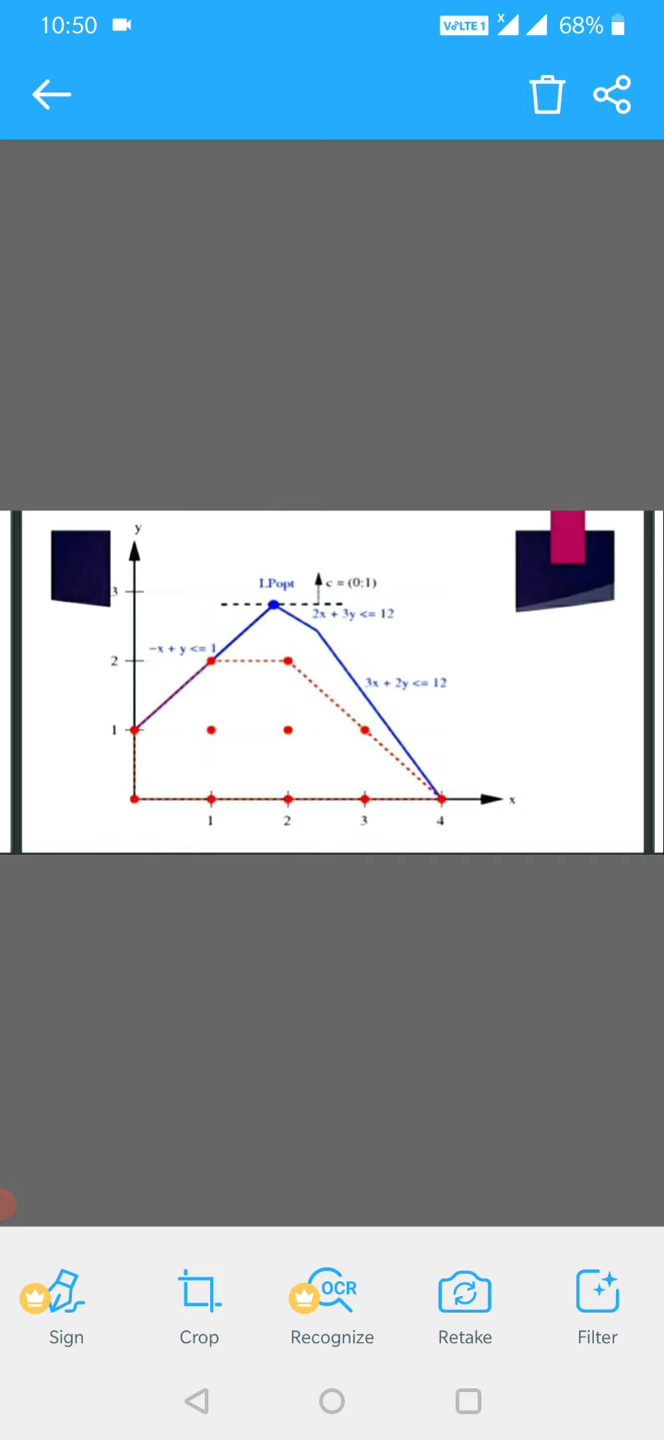 10:50 VoLTE 1 x 68%
y
LPopt c = (0:1)
3 2x + 3y <= 12
-x + y <= 1
2
3x + 2y <= 12
1
x
1 2 3 4
OCR
Sign Crop Recognize Retake Filter